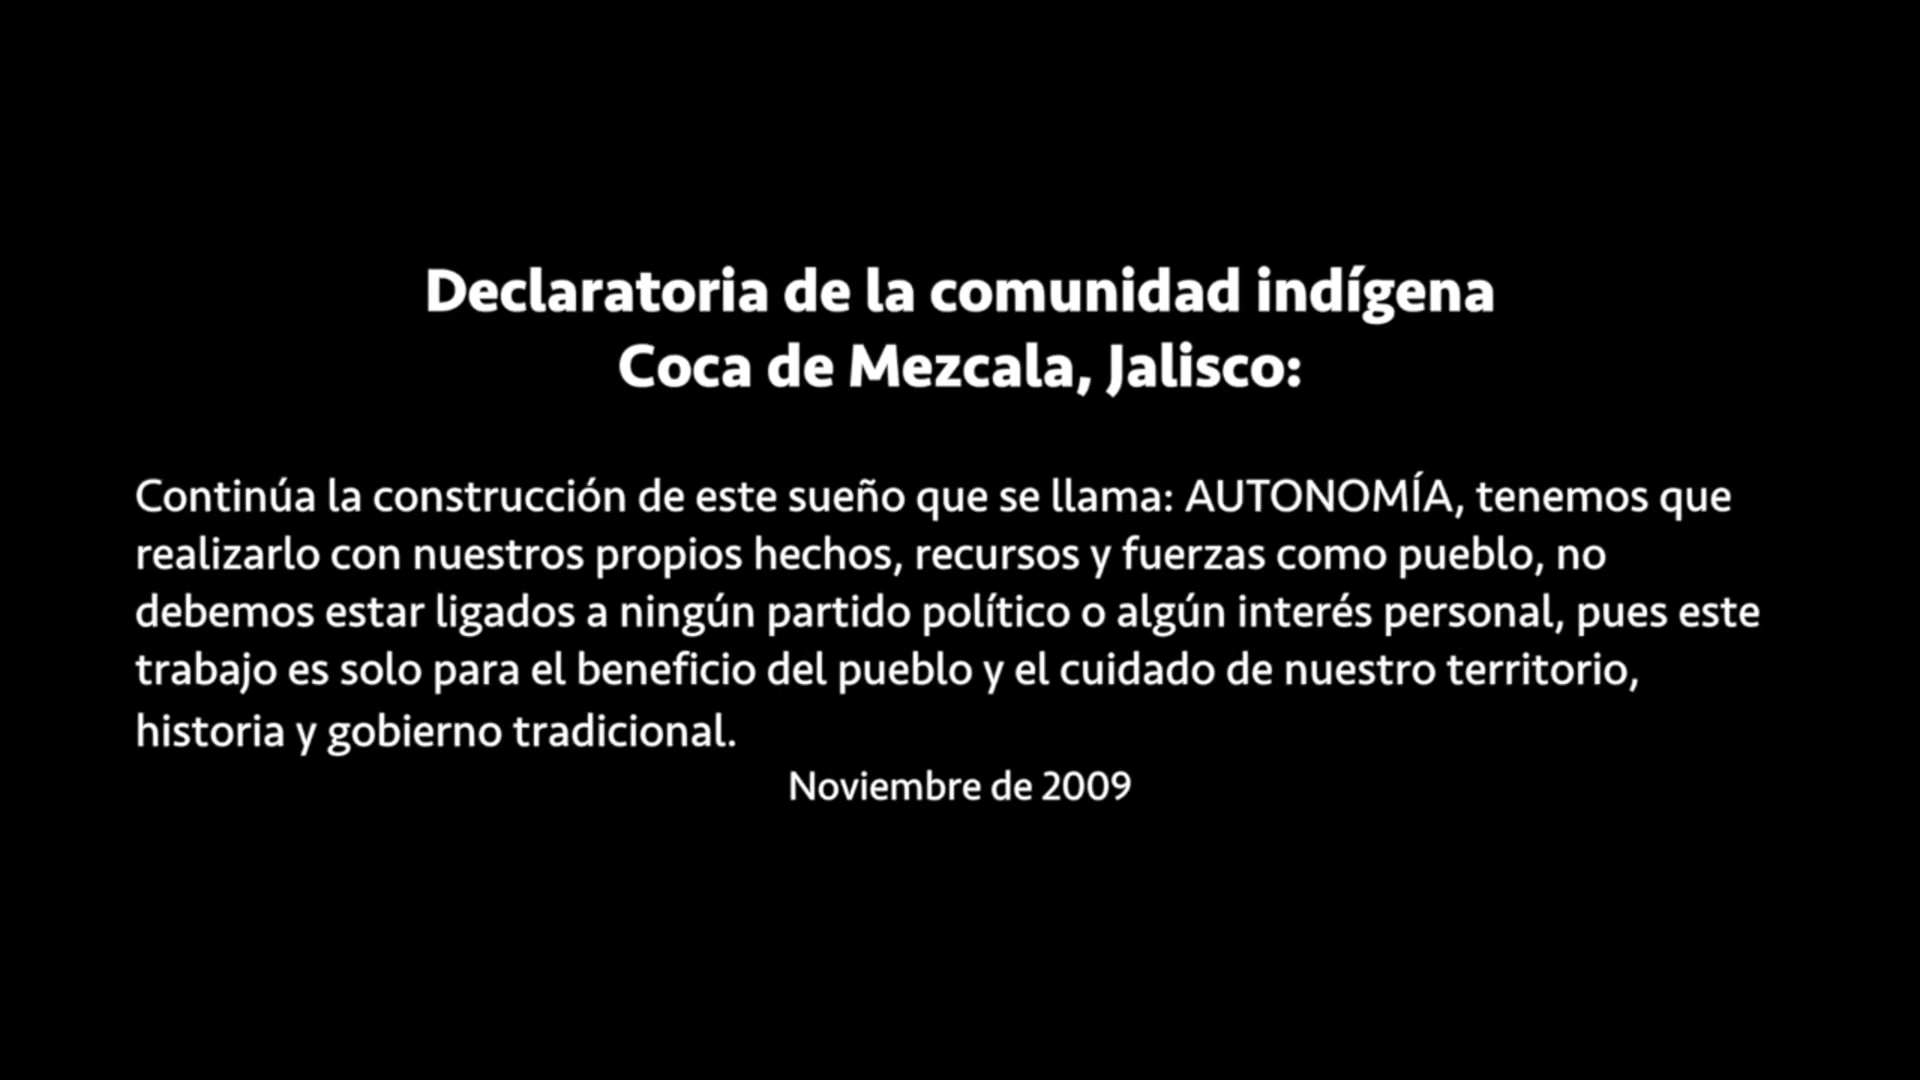 Declaratoria de la comunidad indígena
Coca de Mezcala, Jalisco:
Continúa la construcción de este sueño que se llama: AUTONOMÍA, tenemos que
realizarlo con nuestros propios hechos, recursos y fuerzas como pueblo, no
debemos estar ligados a ningún partido político o algún interés personal, pues este
trabajo es solo para el beneficio del pueblo y el cuidado de nuestro territorio,
historia y gobierno tradicional.
Noviembre de 2009